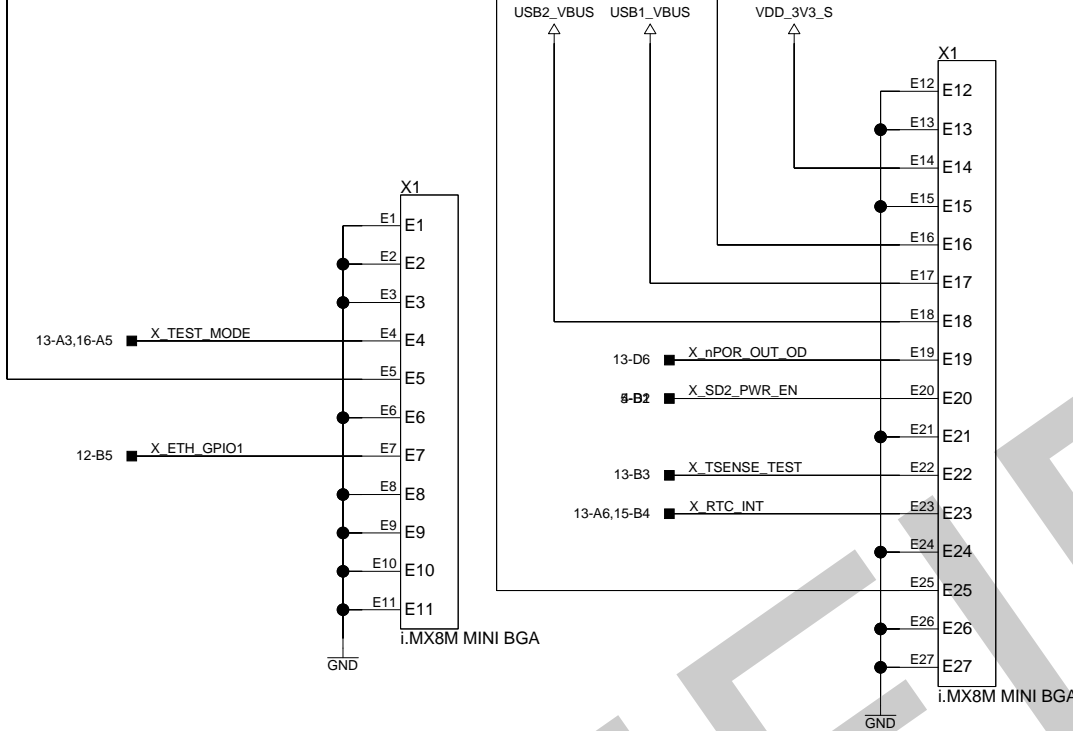 USB2_VBUS USB1_VBUS VDD_3V3_S
X1
E12 E12
E13 E13
E14 E14
E15 E15
E16 E16
E17 E17
E18 E18
13-D6 X_nPOR_OUT_OD E19 E19
X_SD2_PWR_EN E20 E20
E21 E21
13-B3 X_TSENSE_TEST E22 E22
13-A6,15-B4 X_RTC_INT E23 E23
E24 E24
E25 E25
E26 E26
E27 E27
i.MX8M MINI BGA
GND
X1
E1 E1
E2 E2
E3 E3
13-A3,16-A5 X_TEST_MODE E4 E4
E5 E5
E6 E6
12-B5 X_ETH_GPIO1 E7 E7
E8 E8
E9 E9
E10 E10
E11 E11
i.MX8M MINI BGA
GND